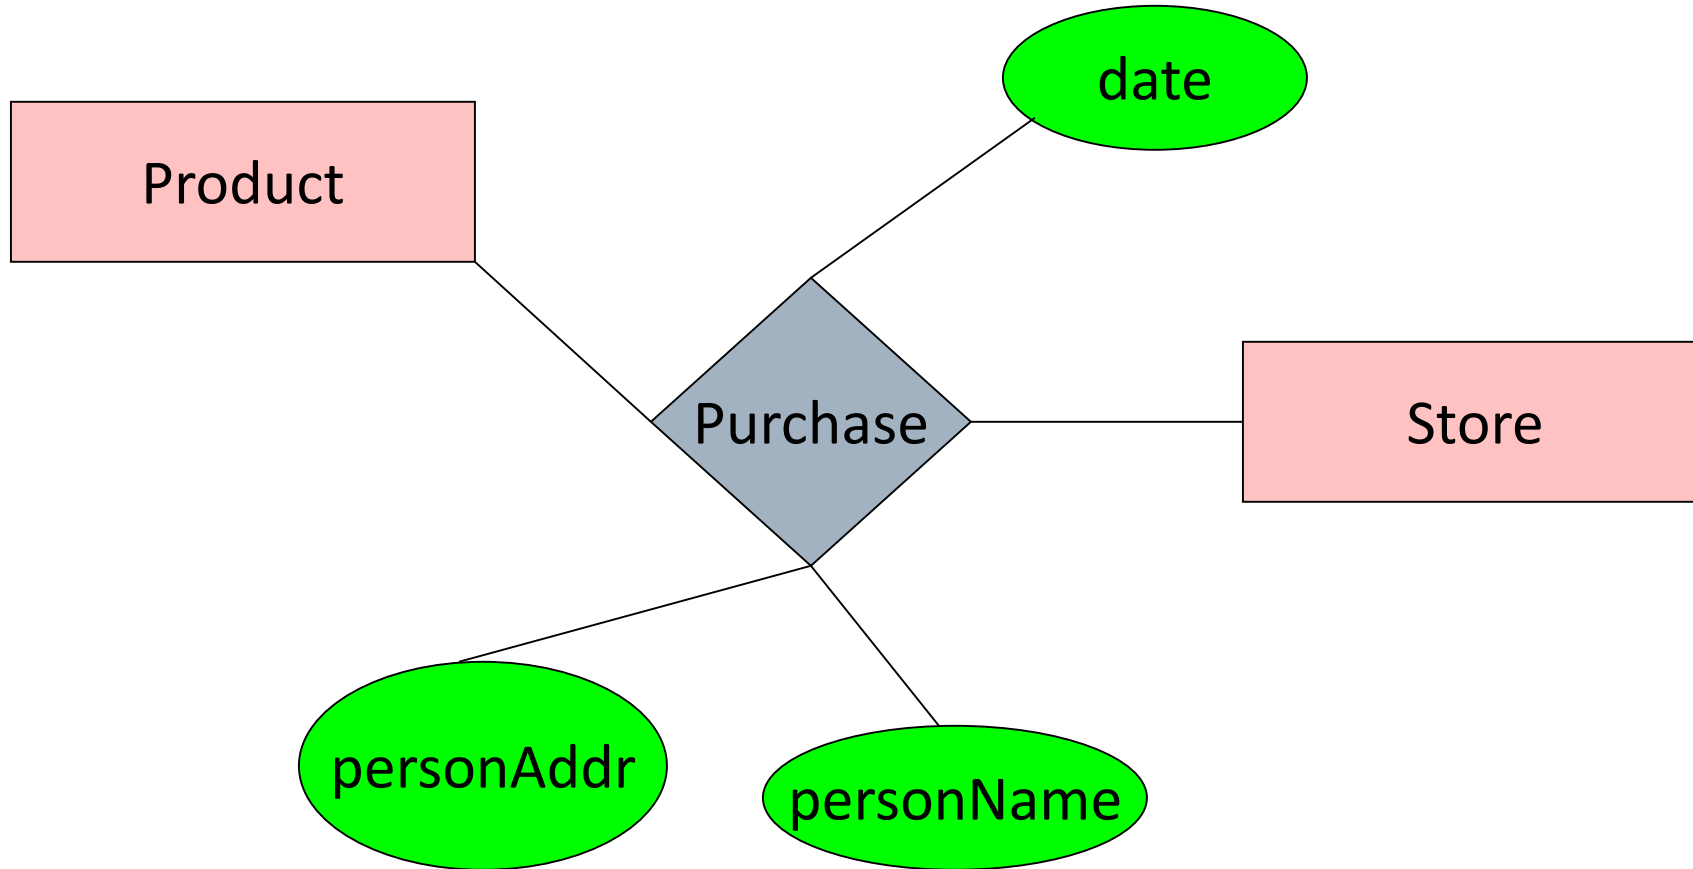 date
Product
Purchase
Store
personAddr
personName